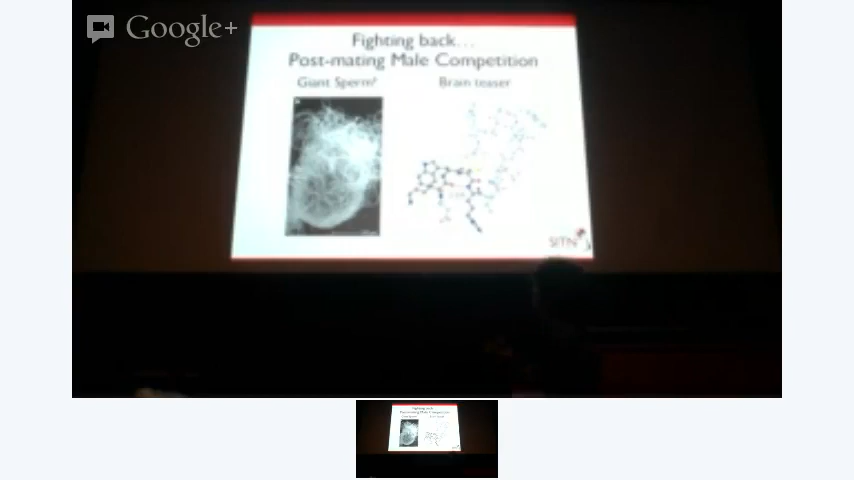 Google+
Fighting back...
Post-mating Male Competition
Giant Sperm?
Brain teaser
SITN